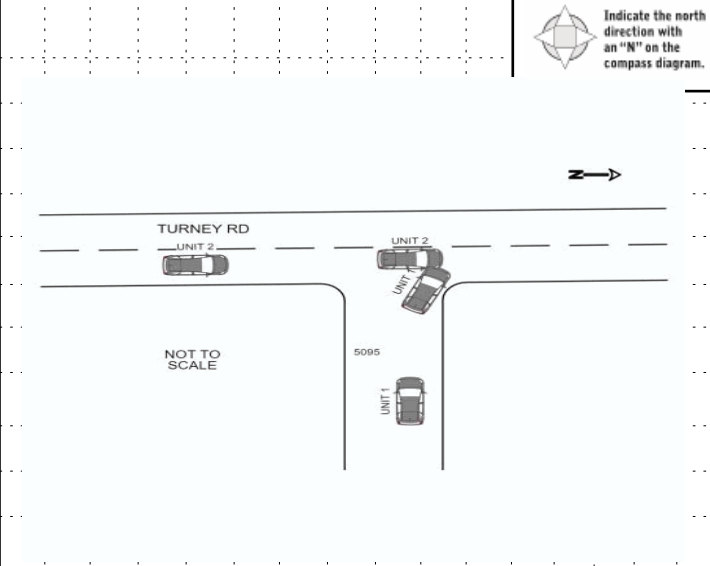 Indicate the north
direction with
an "N" on the
compass diagram.
N
TURNEY RD
UNIT 2
UNIT 2
UNIT 1
NOT TO
SCALE
5095
UNIT 1